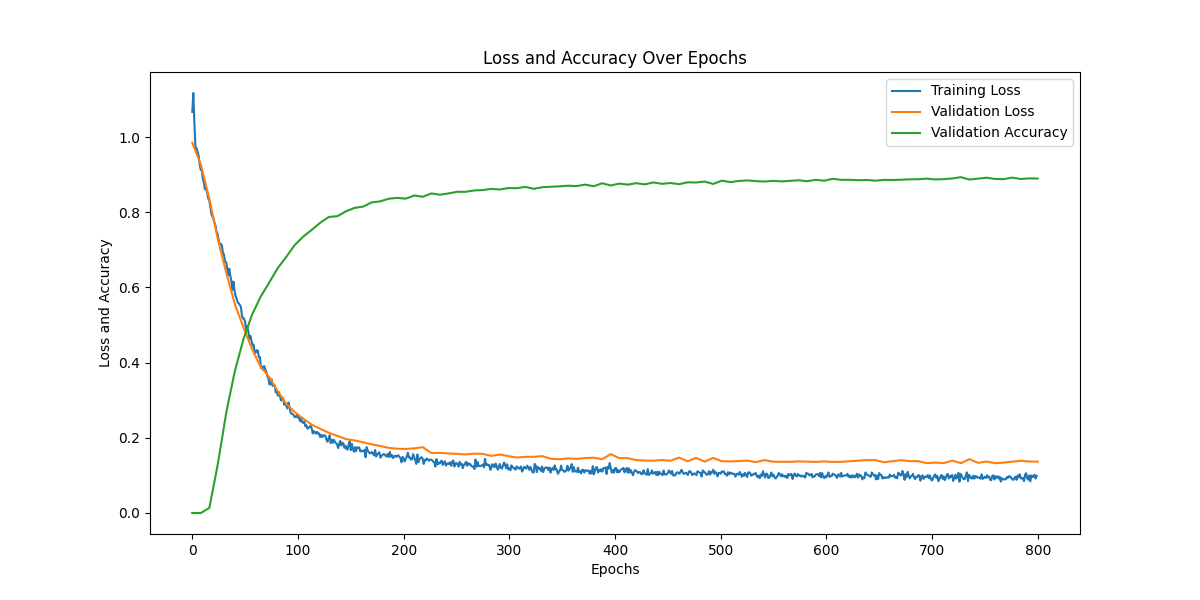 Loss and Accuracy Over Epochs
Training Loss
Validation Loss
Validation Accuracy
Loss and Accuracy
1.0
0.8
0.6
0.4
0.2
0.0
0 100 200 300 400 500 600 700 800
Epochs